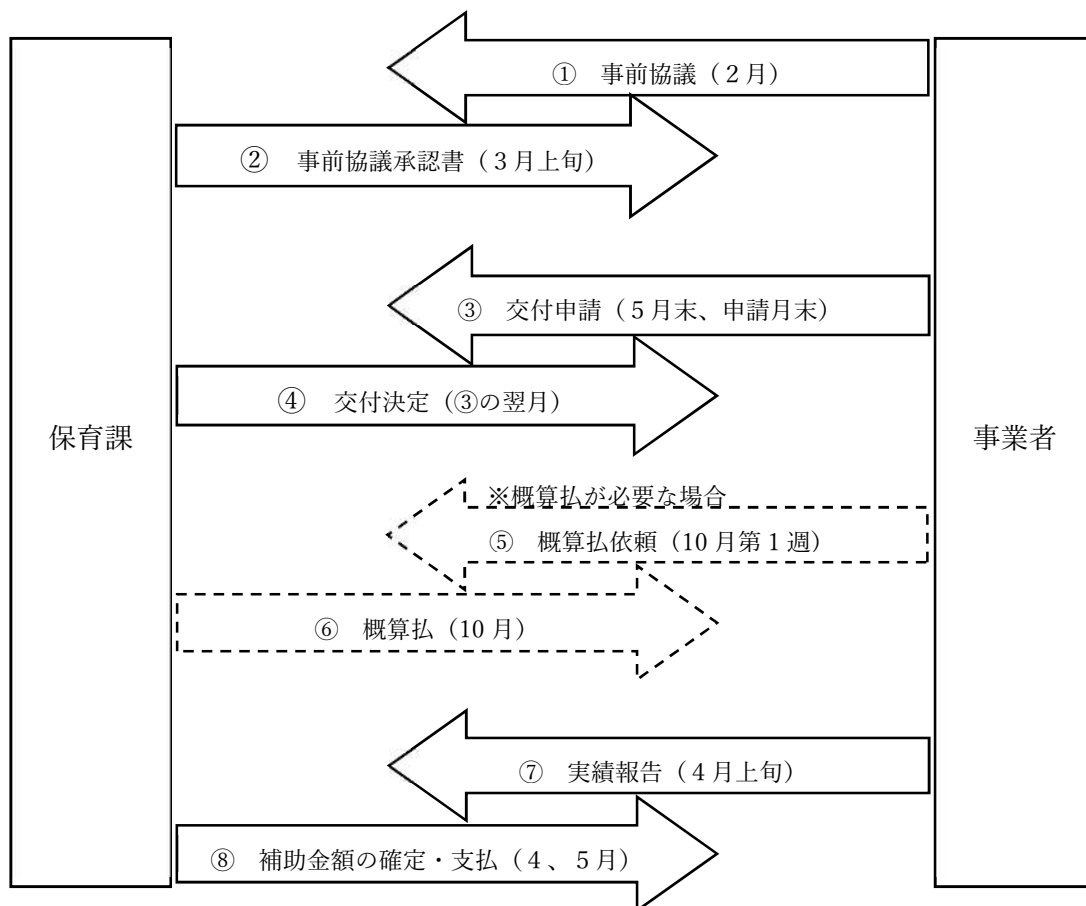 ① 事前協議（２月）
② 事前協議承認書（３月上旬）
③ 交付申請（５月末、申請月末）
④ 交付決定（③の翌月）
保育課
事業者
※概算払が必要な場合
⑤ 概算払依頼（10 月第１週）
⑥ 概算払（10 月）
⑦ 実績報告（４月上旬）
⑧ 補助金額の確定・支払（４、５月）